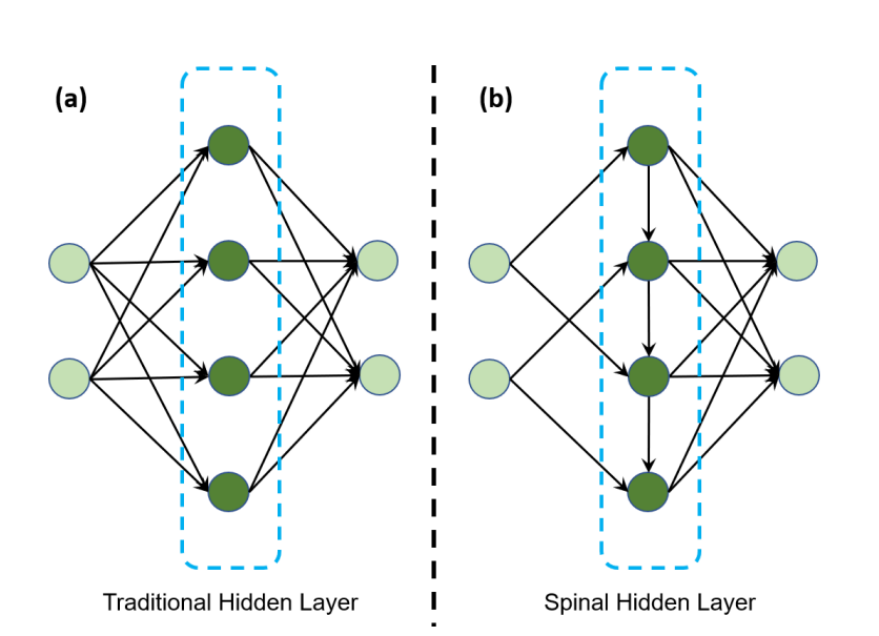 (a)
(b)
Traditional Hidden Layer
Spinal Hidden Layer